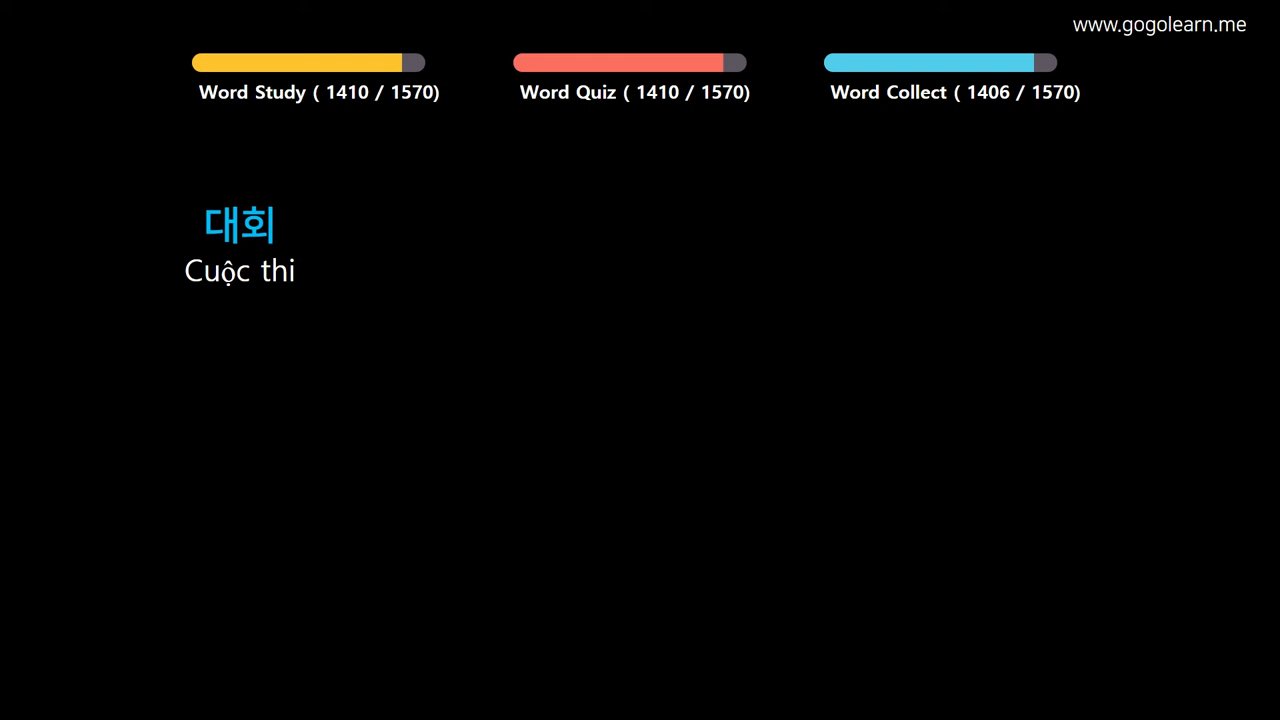 www.gogolearn.me
Word Study ( 1410 / 1570)
Word Quiz ( 1410 / 1570)
Word Collect ( 1406 / 1570)
대회
Cuộc thi